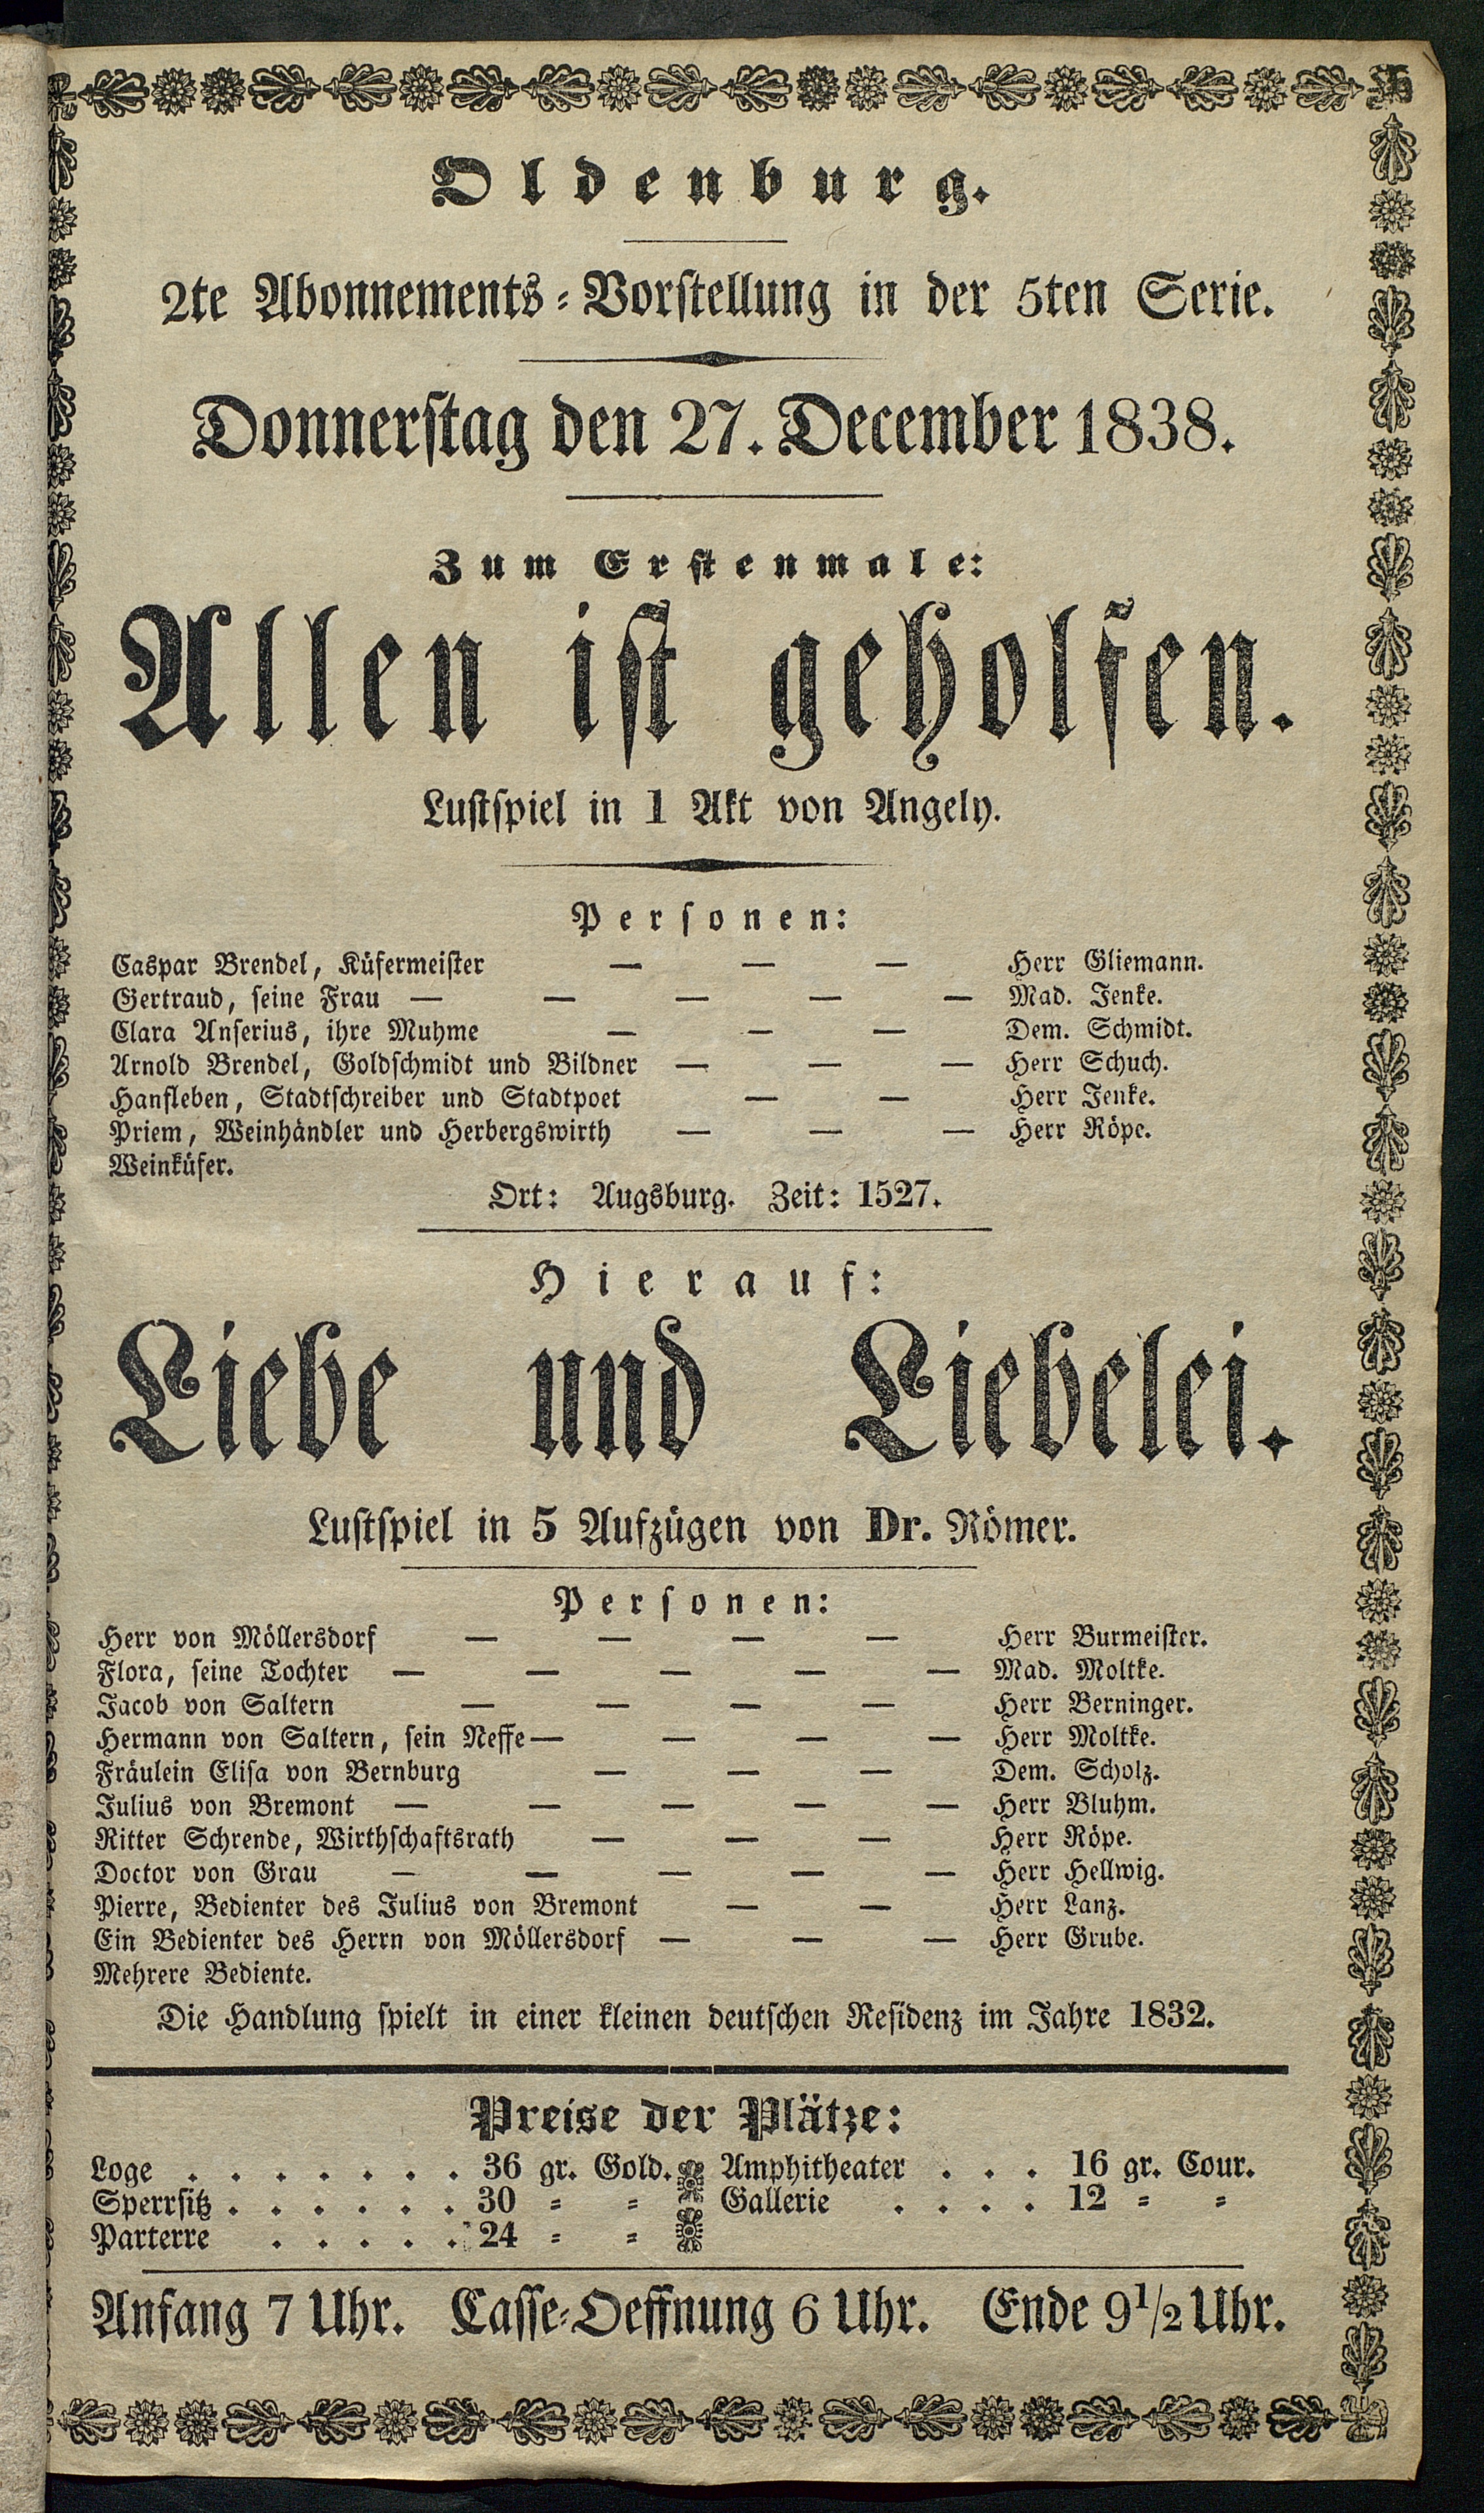 Oldenburg.
2te Abonnements-Vorstellung in der 5ten Serie.
Donnerstag den 27. December 1838.
Zum Erstenmale:
Allen ist geholfen.
Lustspiel in 1 Akt von Angely.
Personen:
Caspar Brendel, Küfermeister — — — Herr Gliemann.
Gertraud, seine Frau — — — — — Mad. Jenke.
Clara Anserius, ihre Muhme — — — Dem. Schmidt.
Arnold Brendel, Goldschmidt und Bildner — — — Herr Schuch.
Hansleben, Stadtschreiber und Stadtpoet — — Herr Jenke.
Priem, Weinhändler und Herbergswirth — — — Herr Röpe.
Weinküfer.
Ort: Augsburg. Zeit: 1527.
Hierauf:
Liebe und Liebelei.
Lustspiel in 5 Aufzügen von Dr. Römer.
Personen:
Herr von Möllersdorf — — — — Herr Burmeister.
Flora, seine Tochter — — — — — Mad. Moltke.
Jacob von Saltern — — — — Herr Berninger.
Hermann von Saltern, sein Neffe — — — — Herr Moltke.
Fräulein Elisa von Bernburg — — — Dem. Scholz.
Julius von Bremont — — — — — Herr Bluhm.
Ritter Schrende, Wirthschaftsrath — — — Herr Röpe.
Doctor von Grau — — — — — Herr Hellwig.
Pierre, Bedienter des Julius von Bremont — — Herr Lanz.
Ein Bedienter des Herrn von Möllersdorf — — — Herr Grube.
Mehrere Bediente.
Die Handlung spielt in einer kleinen deutschen Residenz im Jahre 1832.
Preise der Plätze:
Loge . . . . . . . 36 gr. Gold. Amphitheater . . . 16 gr. Cour.
Sperrsitz . . . . . . 30 = = Gallerie . . . . 12 = =
Parterre . . . . . 24 = =
Anfang 7 Uhr. Casse-Oeffnung 6 Uhr. Ende 9 1/2 Uhr.